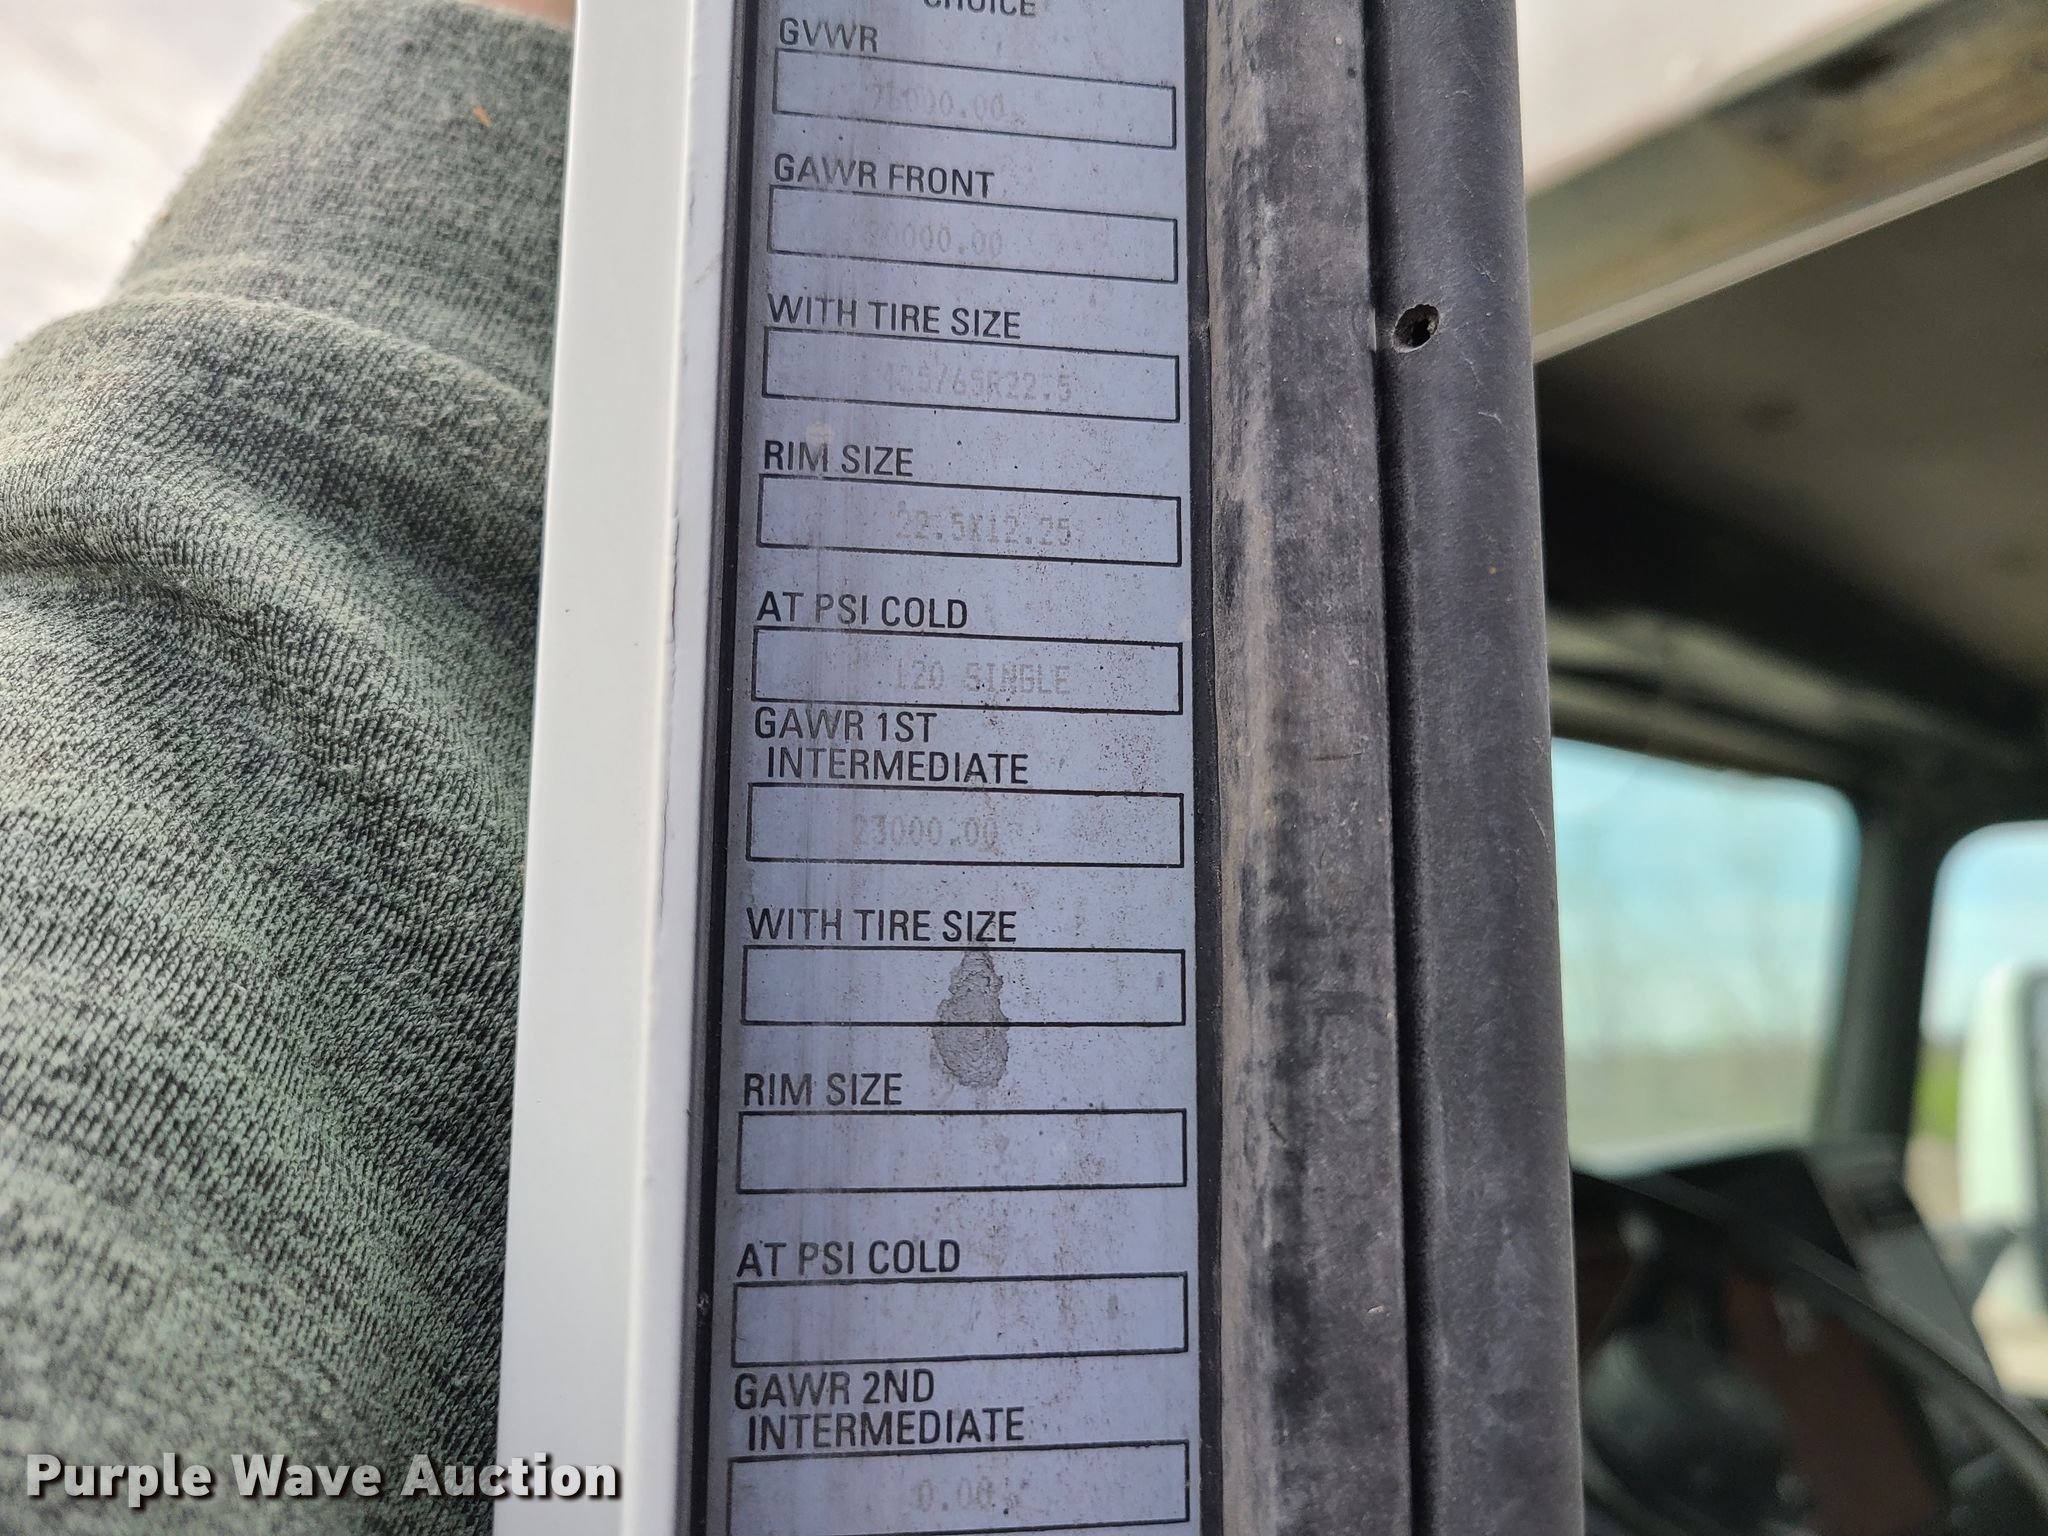 CHOICE
GVWR
76000.00
GAWR FRONT
20000.00
WITH TIRE SIZE
425/65R22.5
RIM SIZE
22.5X12.25
AT PSI COLD
120 SINGLE
GAWR 1ST
INTERMEDIATE
23000.00
WITH TIRE SIZE
RIM SIZE
AT PSI COLD
GAWR 2ND
INTERMEDIATE
0.00
Purple Wave Auction